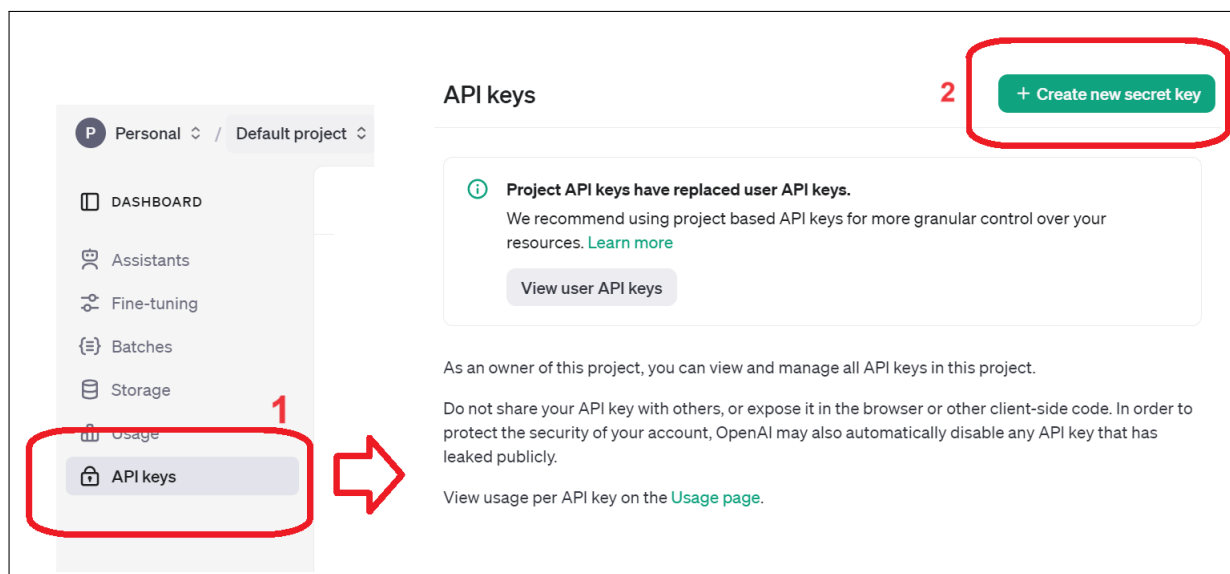 P Personal / Default project
DASHBOARD
Assistants
Fine-tuning
Batches
Storage
1
Usage
API keys
API keys
2
+ Create new secret key
Project API keys have replaced user API keys.
We recommend using project based API keys for more granular control over your
resources. Learn more
View user API keys
As an owner of this project, you can view and manage all API keys in this project.
Do not share your API key with others, or expose it in the browser or other client-side code. In order to
protect the security of your account, OpenAI may also automatically disable any API key that has
leaked publicly.
View usage per API key on the Usage page.